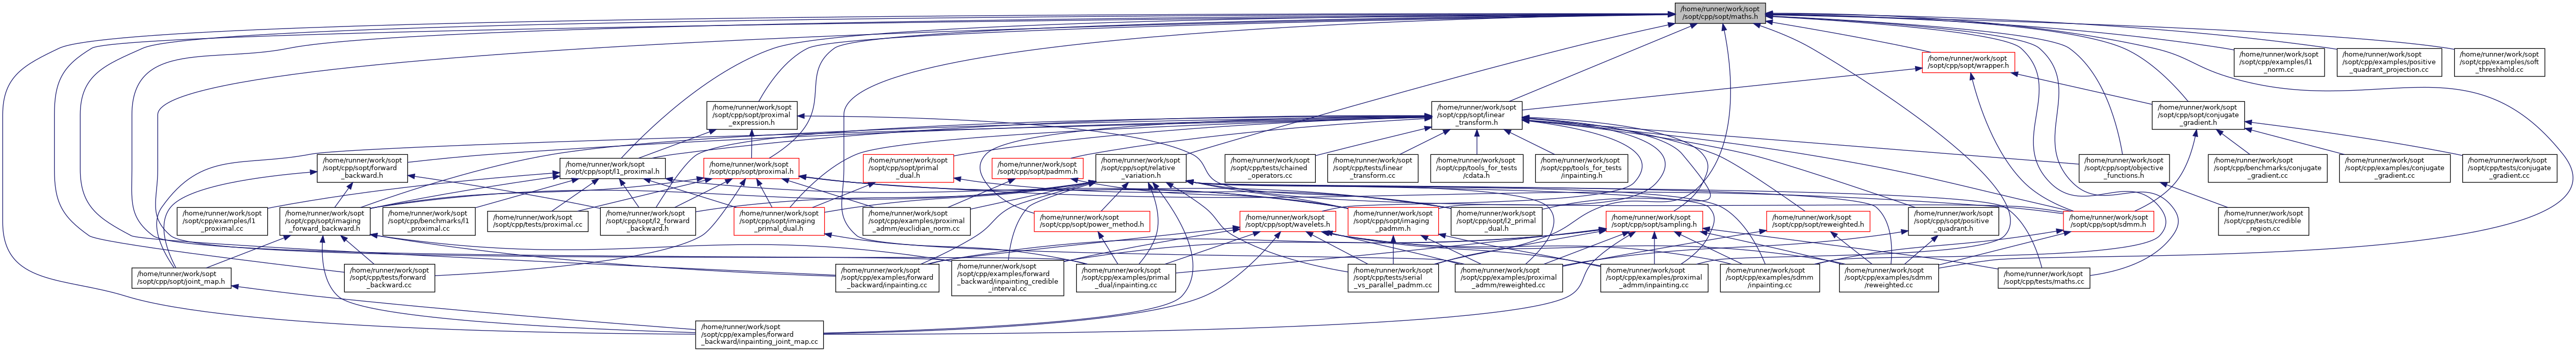 /home/runner/work/sopt
/sopt/cpp/sopt/maths.h
/home/runner/work/sopt
/sopt/cpp/sopt/wrapper.h
/home/runner/work/sopt
/sopt/cpp/examples/l1
_norm.cc
/home/runner/work/sopt
/sopt/cpp/examples/positive
_quadrant_projection.cc
/home/runner/work/sopt
/sopt/cpp/examples/soft
_threshhold.cc
/home/runner/work/sopt
/sopt/cpp/sopt/proximal
_expression.h
/home/runner/work/sopt
/sopt/cpp/sopt/linear
_transform.h
/home/runner/work/sopt
/sopt/cpp/sopt/conjugate
_gradient.h
/home/runner/work/sopt
/sopt/cpp/sopt/forward
_backward.h
/home/runner/work/sopt
/sopt/cpp/sopt/l1_proximal.h
/home/runner/work/sopt
/sopt/cpp/sopt/proximal.h
/home/runner/work/sopt
/sopt/cpp/sopt/primal
_dual.h
/home/runner/work/sopt
/sopt/cpp/sopt/padmm.h
/home/runner/work/sopt
/sopt/cpp/sopt/relative
_variation.h
/home/runner/work/sopt
/sopt/cpp/tests/chained
_operators.cc
/home/runner/work/sopt
/sopt/cpp/tests/linear
_transform.cc
/home/runner/work/sopt
/sopt/cpp/tools_for_tests
/cdata.h
/home/runner/work/sopt
/sopt/cpp/tools_for_tests
/inpainting.h
/home/runner/work/sopt
/sopt/cpp/sopt/objective
_functions.h
/home/runner/work/sopt
/sopt/cpp/benchmarks/conjugate
_gradient.cc
/home/runner/work/sopt
/sopt/cpp/examples/conjugate
_gradient.cc
/home/runner/work/sopt
/sopt/cpp/tests/conjugate
_gradient.cc
/home/runner/work/sopt
/sopt/cpp/examples/l1
_proximal.cc
/home/runner/work/sopt
/sopt/cpp/sopt/imaging
_forward_backward.h
/home/runner/work/sopt
/sopt/cpp/benchmarks/l1
_proximal.cc
/home/runner/work/sopt
/sopt/cpp/tests/proximal.cc
/home/runner/work/sopt
/sopt/cpp/sopt/l2_forward
_backward.h
/home/runner/work/sopt
/sopt/cpp/sopt/imaging
_primal_dual.h
/home/runner/work/sopt
/sopt/cpp/examples/proximal
_admm/euclidian_norm.cc
/home/runner/work/sopt
/sopt/cpp/sopt/power_method.h
/home/runner/work/sopt
/sopt/cpp/sopt/wavelets.h
/home/runner/work/sopt
/sopt/cpp/sopt/imaging
_padmm.h
/home/runner/work/sopt
/sopt/cpp/sopt/l2_primal
_dual.h
/home/runner/work/sopt
/sopt/cpp/sopt/sampling.h
/home/runner/work/sopt
/sopt/cpp/sopt/reweighted.h
/home/runner/work/sopt
/sopt/cpp/sopt/positive
_quadrant.h
/home/runner/work/sopt
/sopt/cpp/sopt/sdmm.h
/home/runner/work/sopt
/sopt/cpp/tests/credible
_region.cc
/home/runner/work/sopt
/sopt/cpp/sopt/joint_map.h
/home/runner/work/sopt
/sopt/cpp/tests/forward
_backward.cc
/home/runner/work/sopt
/sopt/cpp/examples/forward
_backward/inpainting.cc
/home/runner/work/sopt
/sopt/cpp/examples/forward
_backward/inpainting_credible
_interval.cc
/home/runner/work/sopt
/sopt/cpp/examples/primal
_dual/inpainting.cc
/home/runner/work/sopt
/sopt/cpp/tests/serial
_vs_parallel_padmm.cc
/home/runner/work/sopt
/sopt/cpp/examples/proximal
_admm/reweighted.cc
/home/runner/work/sopt
/sopt/cpp/examples/proximal
_admm/inpainting.cc
/home/runner/work/sopt
/sopt/cpp/examples/sdmm
/inpainting.cc
/home/runner/work/sopt
/sopt/cpp/examples/sdmm
/reweighted.cc
/home/runner/work/sopt
/sopt/cpp/tests/maths.cc
/home/runner/work/sopt
/sopt/cpp/examples/forward
_backward/inpainting_joint_map.cc